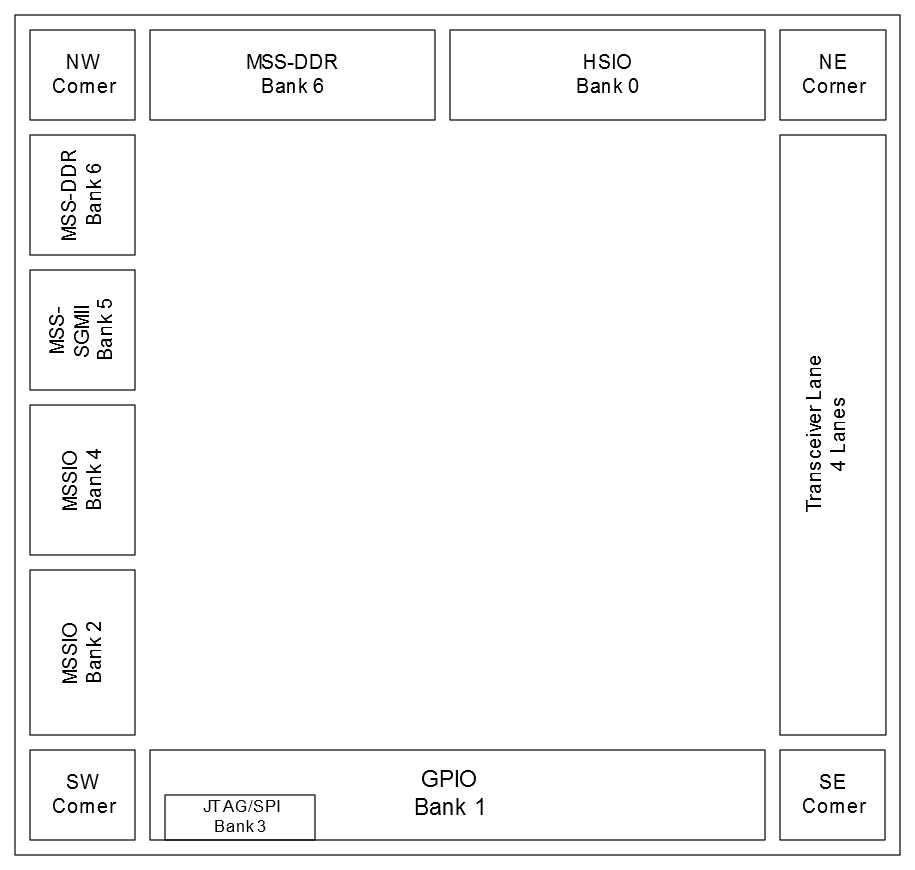 NW
Corner
MSS-DDR
Bank 6
HSIO
Bank 0
NE
Corner
MSS-DDR
Bank 6
MSS-
SGMII
Bank 5
MSSIO
Bank 4
MSSIO
Bank 2
Transceiver Lane
4 Lanes
SW
Corner
GPIO
Bank 1
JTAG/SPI
Bank 3
SE
Corner